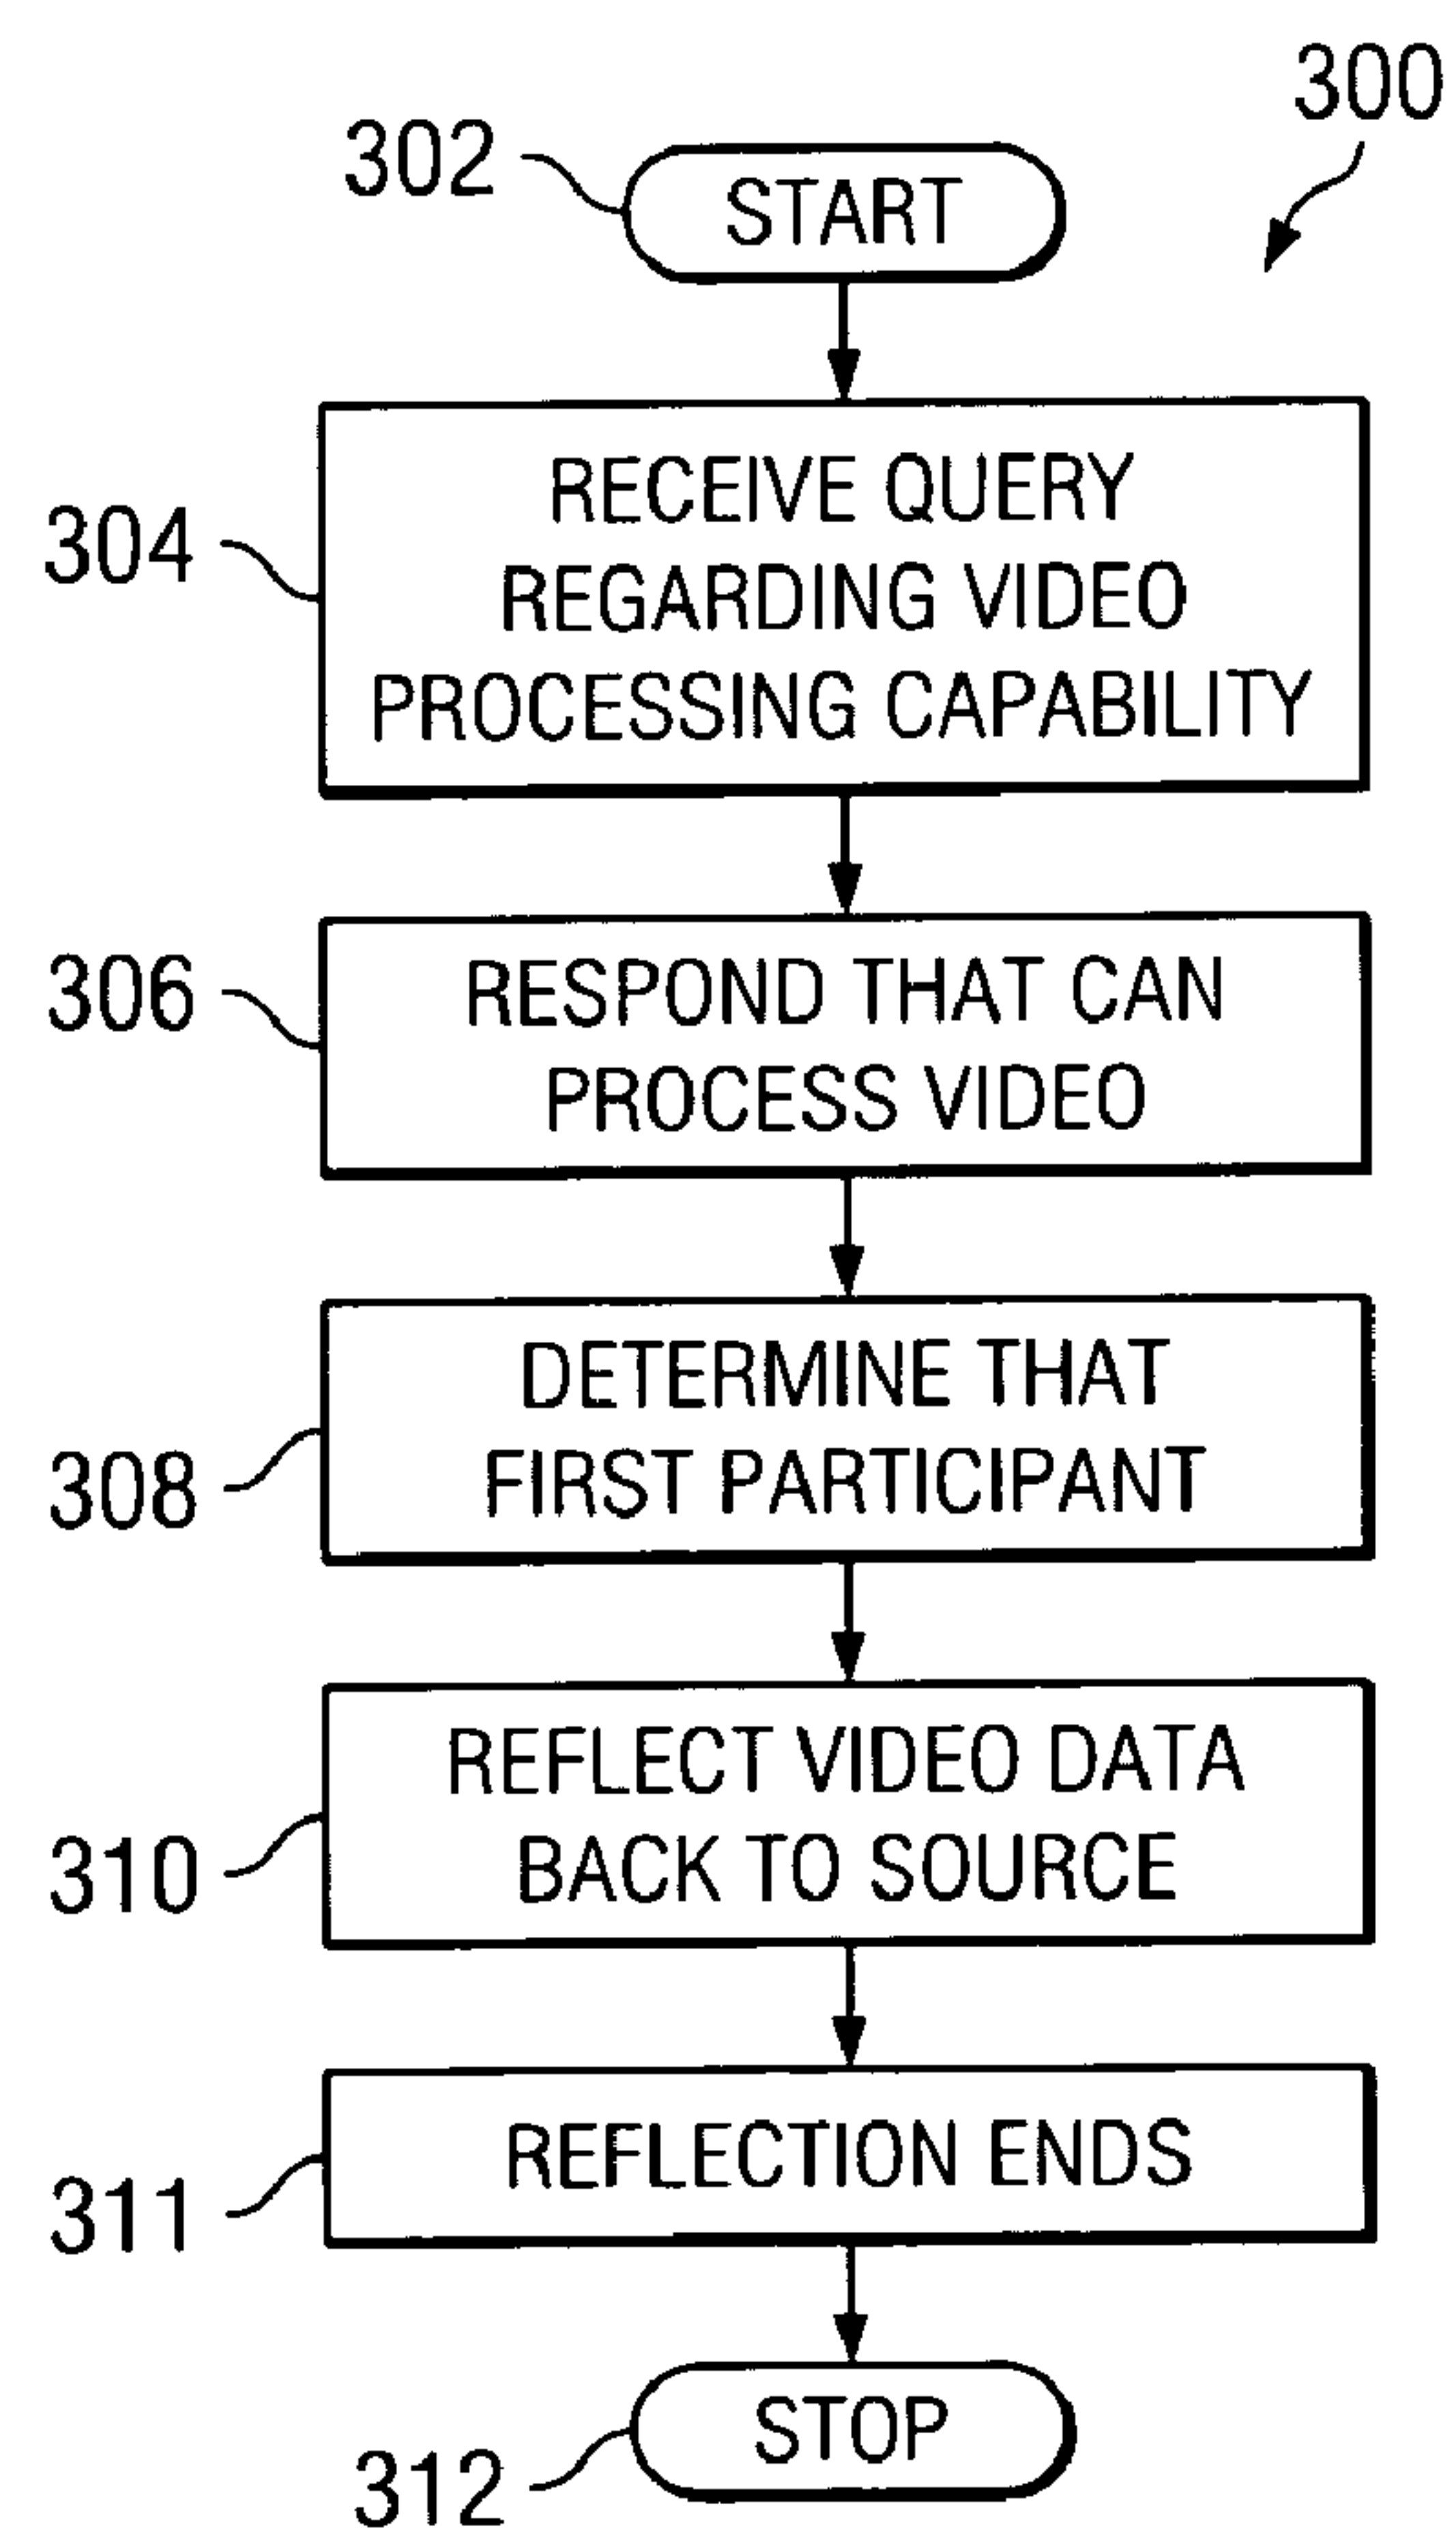 300
302
START
304
RECEIVE QUERY
REGARDING VIDEO
PROCESSING CAPABILITY
306
RESPOND THAT CAN
PROCESS VIDEO
308
DETERMINE THAT
FIRST PARTICIPANT
310
REFLECT VIDEO DATA
BACK TO SOURCE
311
REFLECTION ENDS
312
STOP